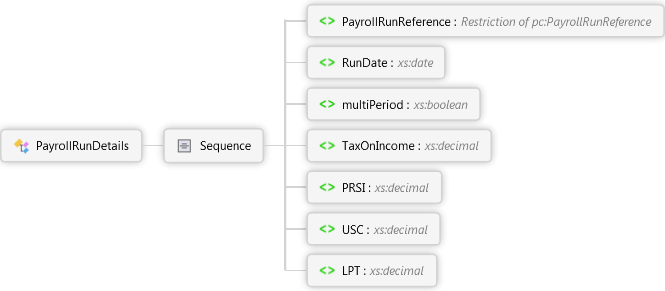 PayrollRunReference : Restriction of pc:PayrollRunReference
RunDate : xs:date
multiPeriod : xs:boolean
PayrollRunDetails
Sequence
TaxOnIncome : xs:decimal
PRSI : xs:decimal
USC : xs:decimal
LPT : xs:decimal